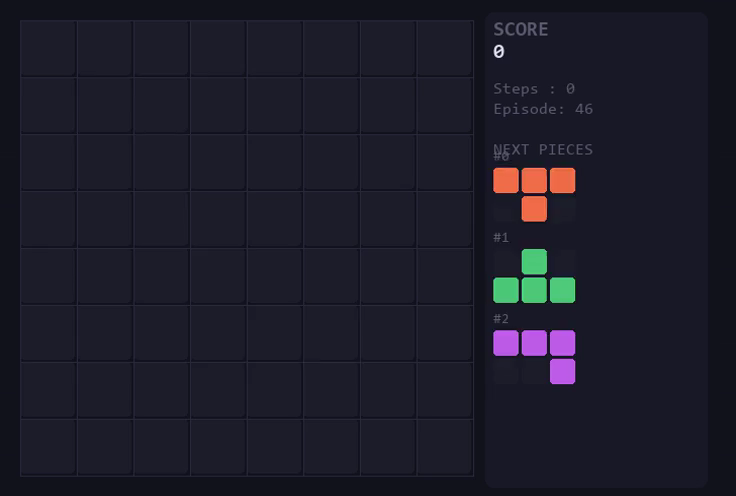 SCORE
0
Steps : 0
Episode: 46
NEXT PIECES
#0
#1
#2